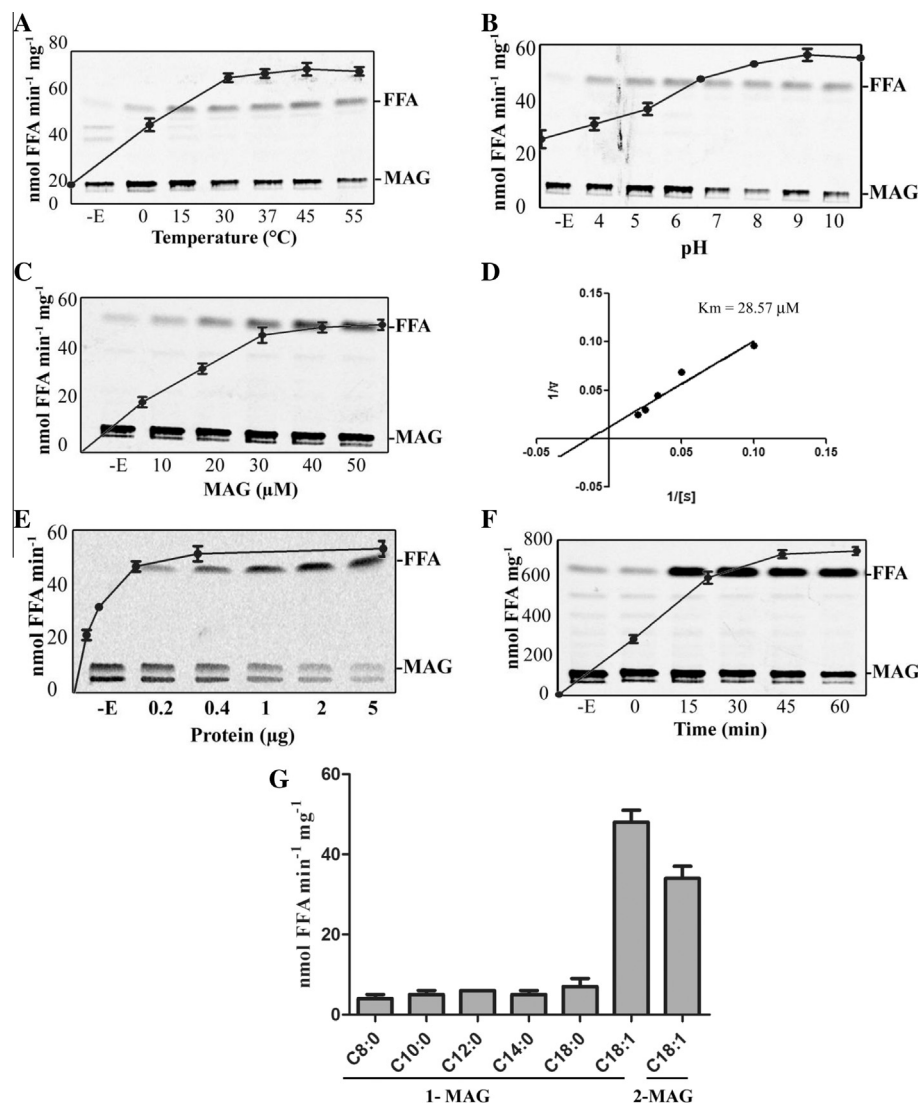 A
nmol FFA min-1 mg-1
80
60
40
20
0
FFA
MAG
-E 0 15 30 37 45 55
Temperature (°C)
B
nmol FFA min-1 mg-1
60
40
20
0
FFA
MAG
-E 4 5 6 7 8 9 10
pH
C
nmol FFA min-1 mg-1
60
40
20
0
FFA
MAG
-E 10 20 30 40 50
MAG (μM)
D
Km = 28.57 μM
1/v
0.15
0.10
0.05
-0.05
-0.05 0.05 0.10 0.15
1/[s]
E
nmol FFA min-1
60
40
20
0
FFA
MAG
-E 0.2 0.4 1 2 5
Protein (μg)
F
nmol FFA mg-1
800
600
400
200
0
FFA
MAG
-E 0 15 30 45 60
Time (min)
G
nmol FFA min-1 mg-1
60
40
20
0
C8:0 C10:0 C12:0 C14:0 C18:0 C18:1 C18:1
1- MAG 2-MAG